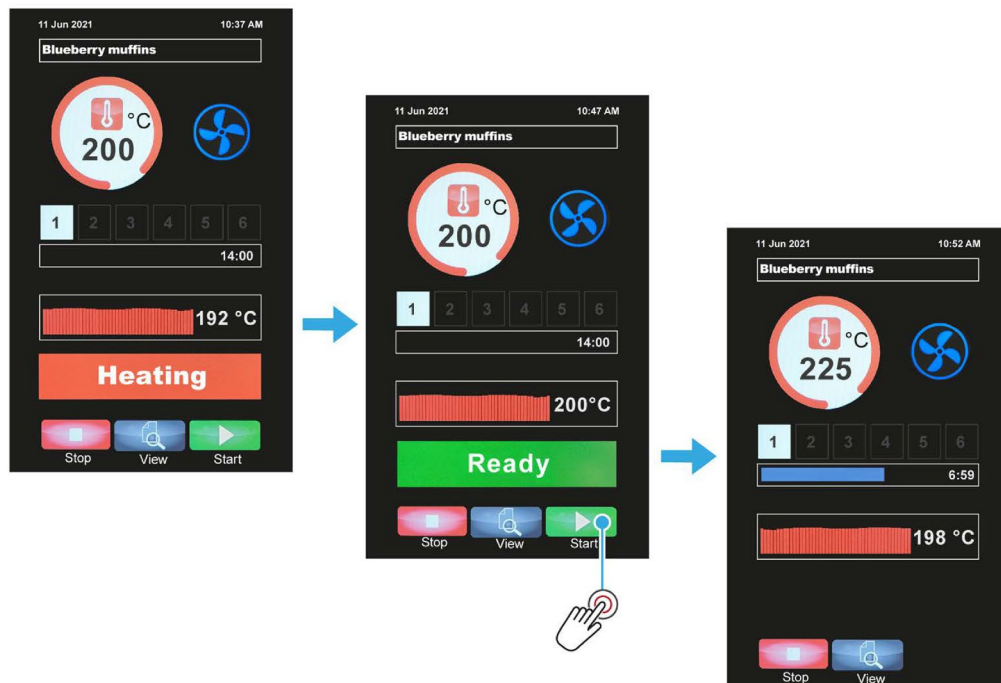 11 Jun 2021 10:37 AM
Blueberry muffins
°C
200
1 2 3 4 5 6
14:00
192 °C
Heating
Stop View Start
11 Jun 2021 10:47 AM
Blueberry muffins
°C
200
1 2 3 4 5 6
14:00
200°C
Ready
Stop View Start
11 Jun 2021 10:52 AM
Blueberry muffins
°C
225
1 2 3 4 5 6
6:59
198 °C
Stop View